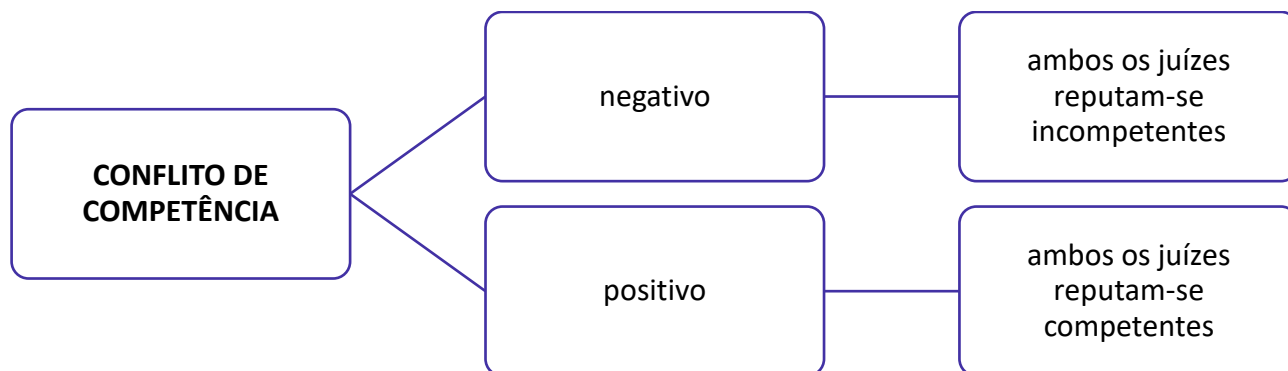 CONFLITO DE
COMPETÊNCIA
negativo
ambos os juízes
reputam-se
incompetentes
positivo
ambos os juízes
reputam-se
competentes